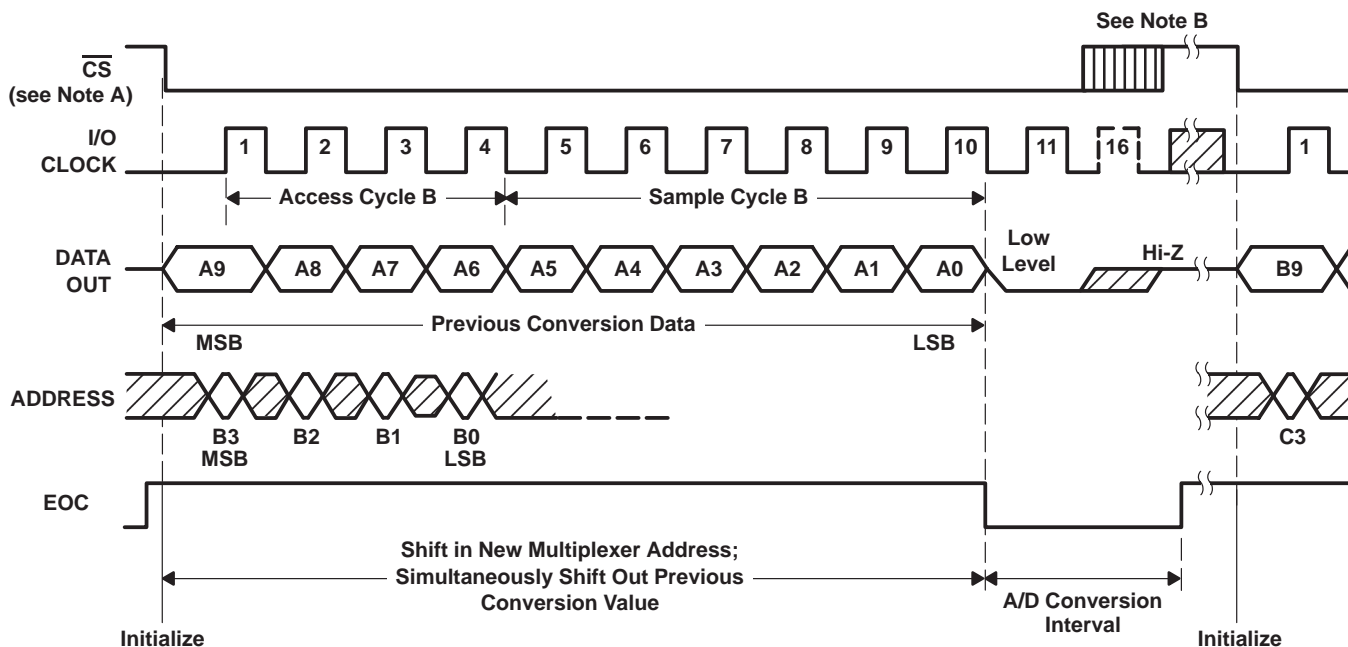 See Note B
CS
(see Note A)
I/O
CLOCK
1 2 3 4 5 6 7 8 9 10 11 16 1
Access Cycle B
Sample Cycle B
DATA
OUT
A9 A8 A7 A6 A5 A4 A3 A2 A1 A0
Low
Level
Hi-Z
B9
Previous Conversion Data
MSB
LSB
ADDRESS
B3 B2 B1 B0
MSB LSB
C3
EOC
Shift in New Multiplexer Address;
Simultaneously Shift Out Previous
Conversion Value
A/D Conversion
Interval
Initialize
Initialize